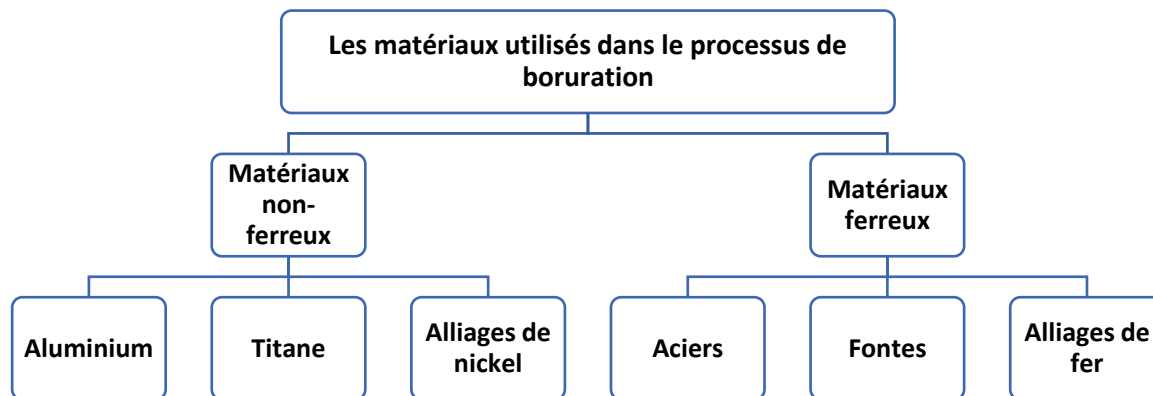 Les matériaux utilisés dans le processus de
boruration
Matériaux
non-
ferreux
Matériaux
ferreux
Aluminium
Titane
Alliages de
nickel
Aciers
Fontes
Alliages de
fer